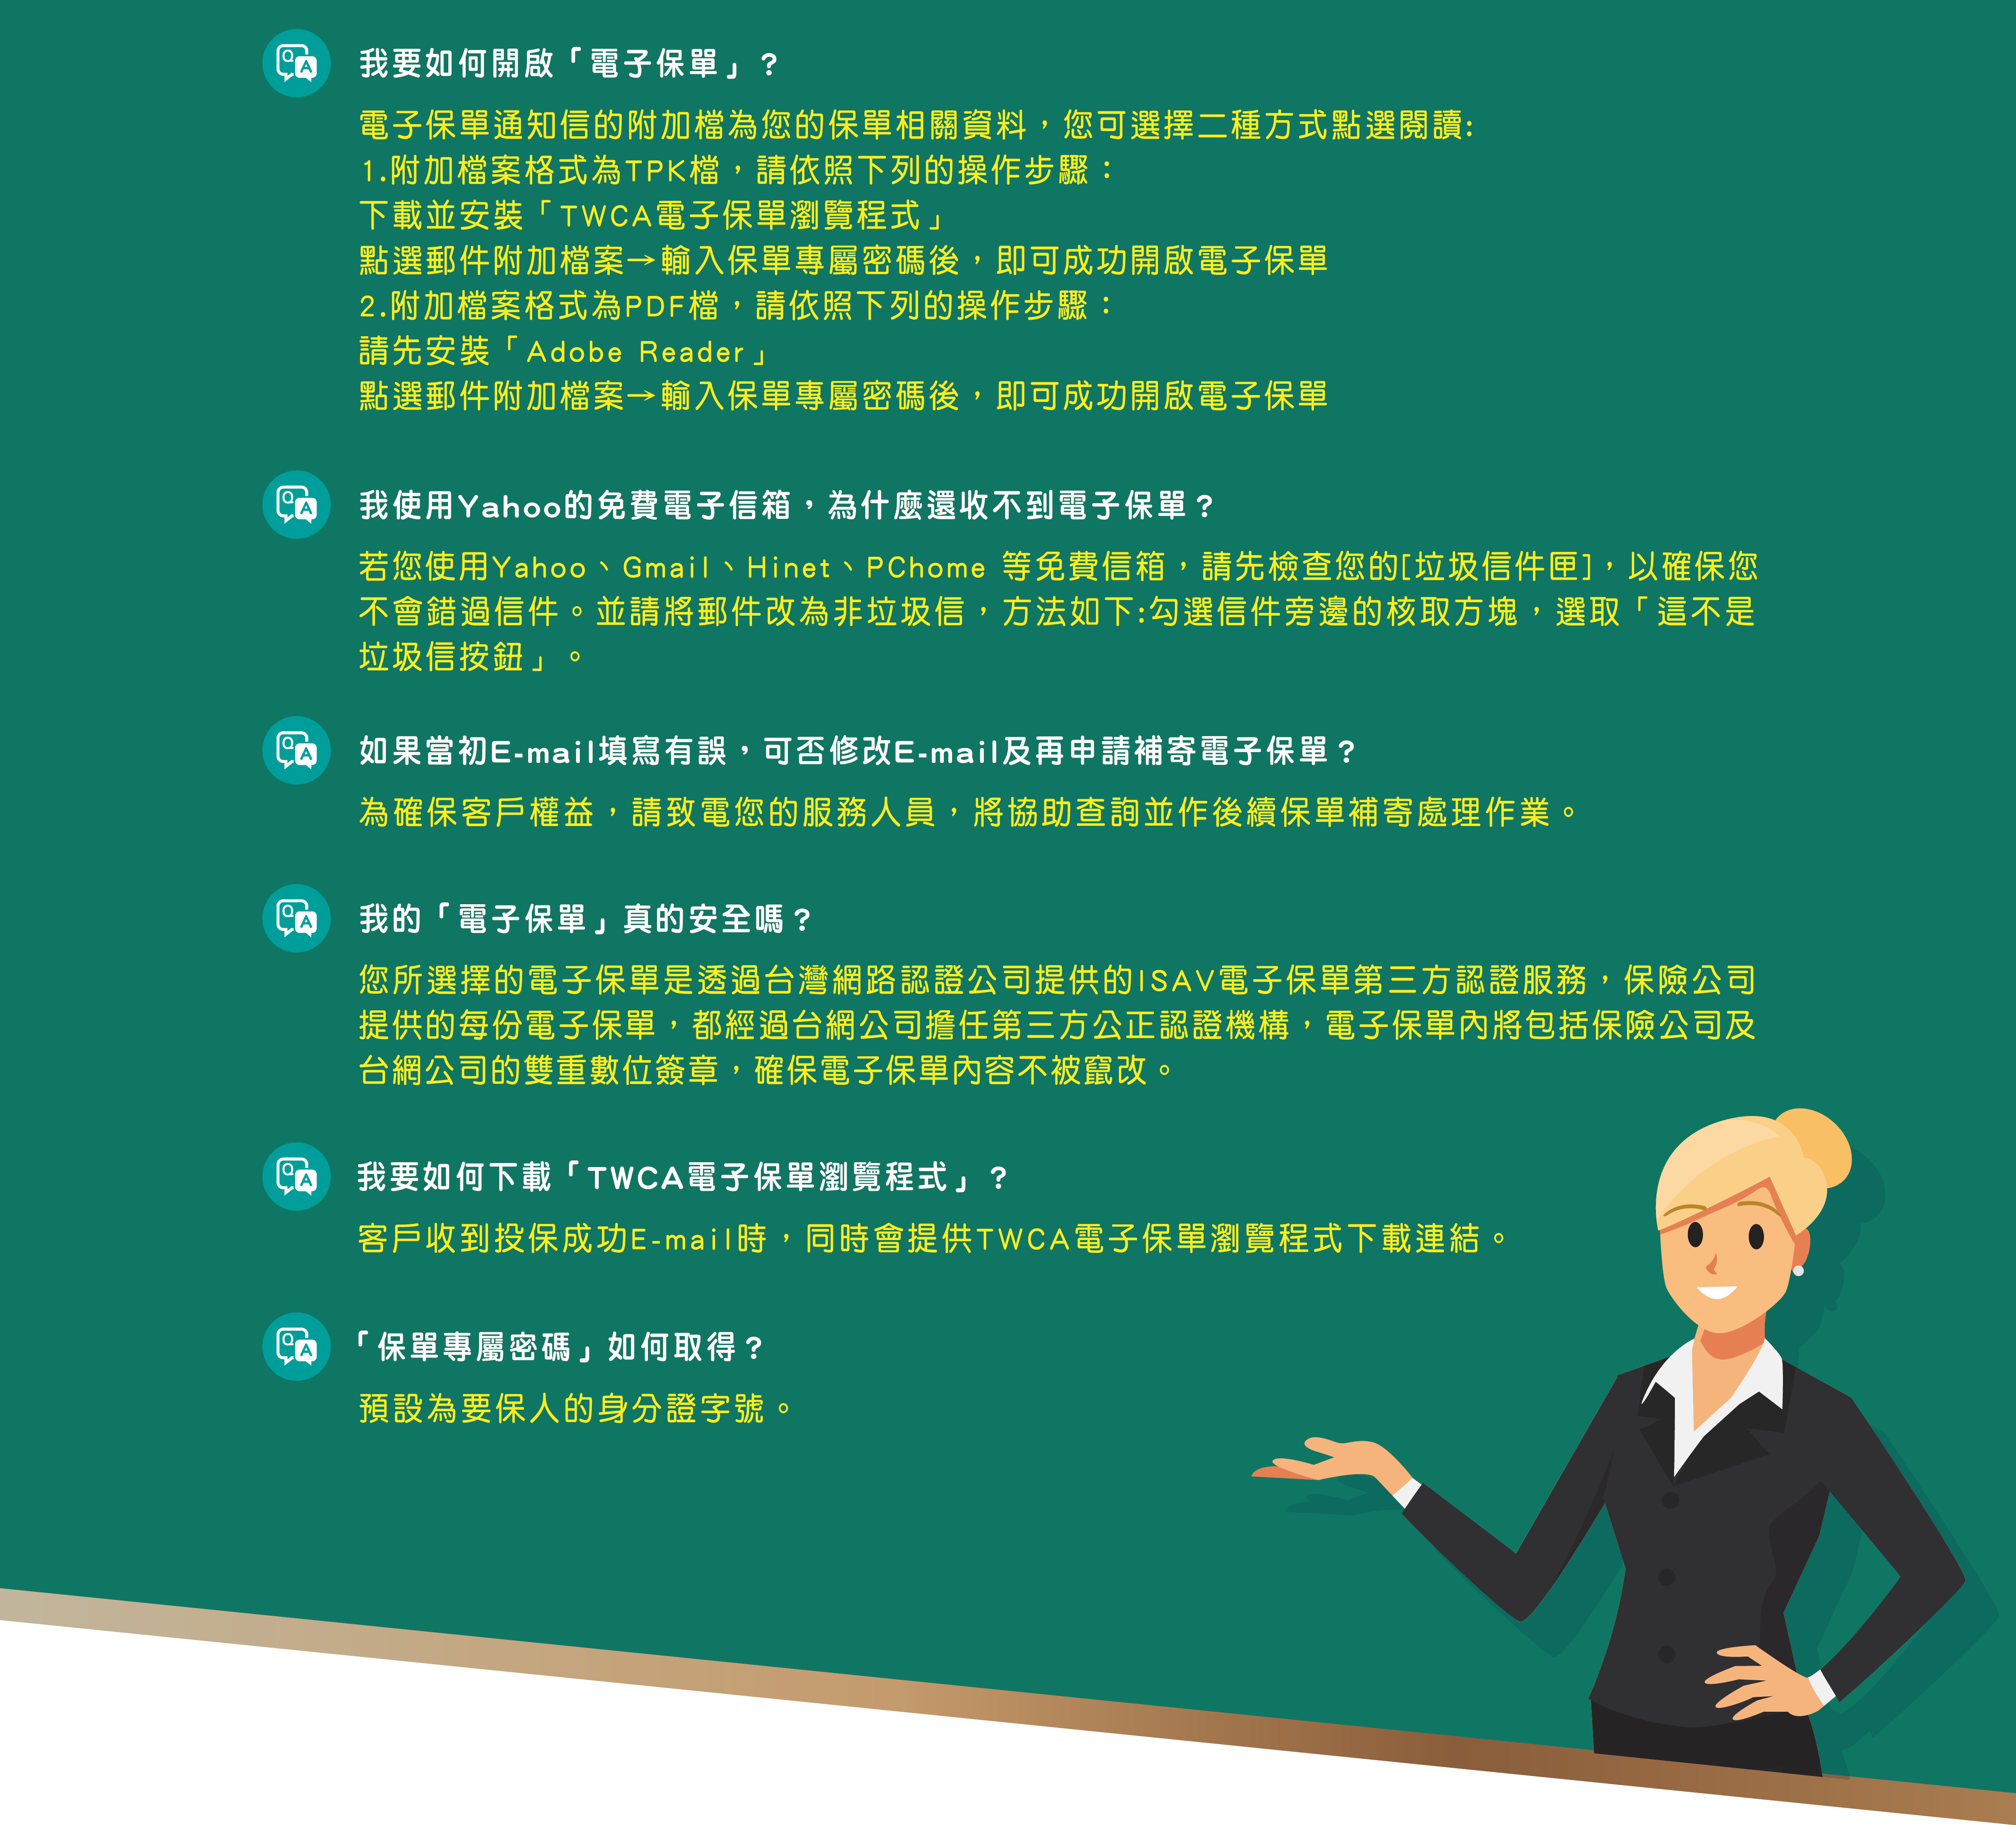 Q A
我要如何開啟「電子保單」？
電子保單通知信的附加檔為您的保單相關資料，您可選擇二種方式點選閱讀:
1.附加檔案格式為TPK檔，請依照下列的操作步驟：
下載並安裝「TWCA電子保單瀏覽程式」
點選郵件附加檔案→輸入保單專屬密碼後，即可成功開啟電子保單
2.附加檔案格式為PDF檔，請依照下列的操作步驟：
請先安裝「Adobe Reader」
點選郵件附加檔案→輸入保單專屬密碼後，即可成功開啟電子保單
Q A
我使用Yahoo的免費電子信箱，為什麼還收不到電子保單？
若您使用Yahoo、Gmail、Hinet、PChome 等免費信箱，請先檢查您的[垃圾信件匣]，以確保您
不會錯過信件。並請將郵件改為非垃圾信，方法如下:勾選信件旁邊的核取方塊，選取「這不是
垃圾信按鈕」。
Q A
如果當初E-mail填寫有誤，可否修改E-mail及再申請補寄電子保單？
為確保客戶權益，請致電您的服務人員，將協助查詢並作後續保單補寄處理作業。
Q A
我的「電子保單」真的安全嗎？
您所選擇的電子保單是透過台灣網路認證公司提供的ISAV電子保單第三方認證服務，保險公司
提供的每份電子保單，都經過台網公司擔任第三方公正認證機構，電子保單內將包括保險公司及
台網公司的雙重數位簽章，確保電子保單內容不被竄改。
Q A
我要如何下載「TWCA電子保單瀏覽程式」？
客戶收到投保成功E-mail時，同時會提供TWCA電子保單瀏覽程式下載連結。
Q A
「保單專屬密碼」如何取得？
預設為要保人的身分證字號。